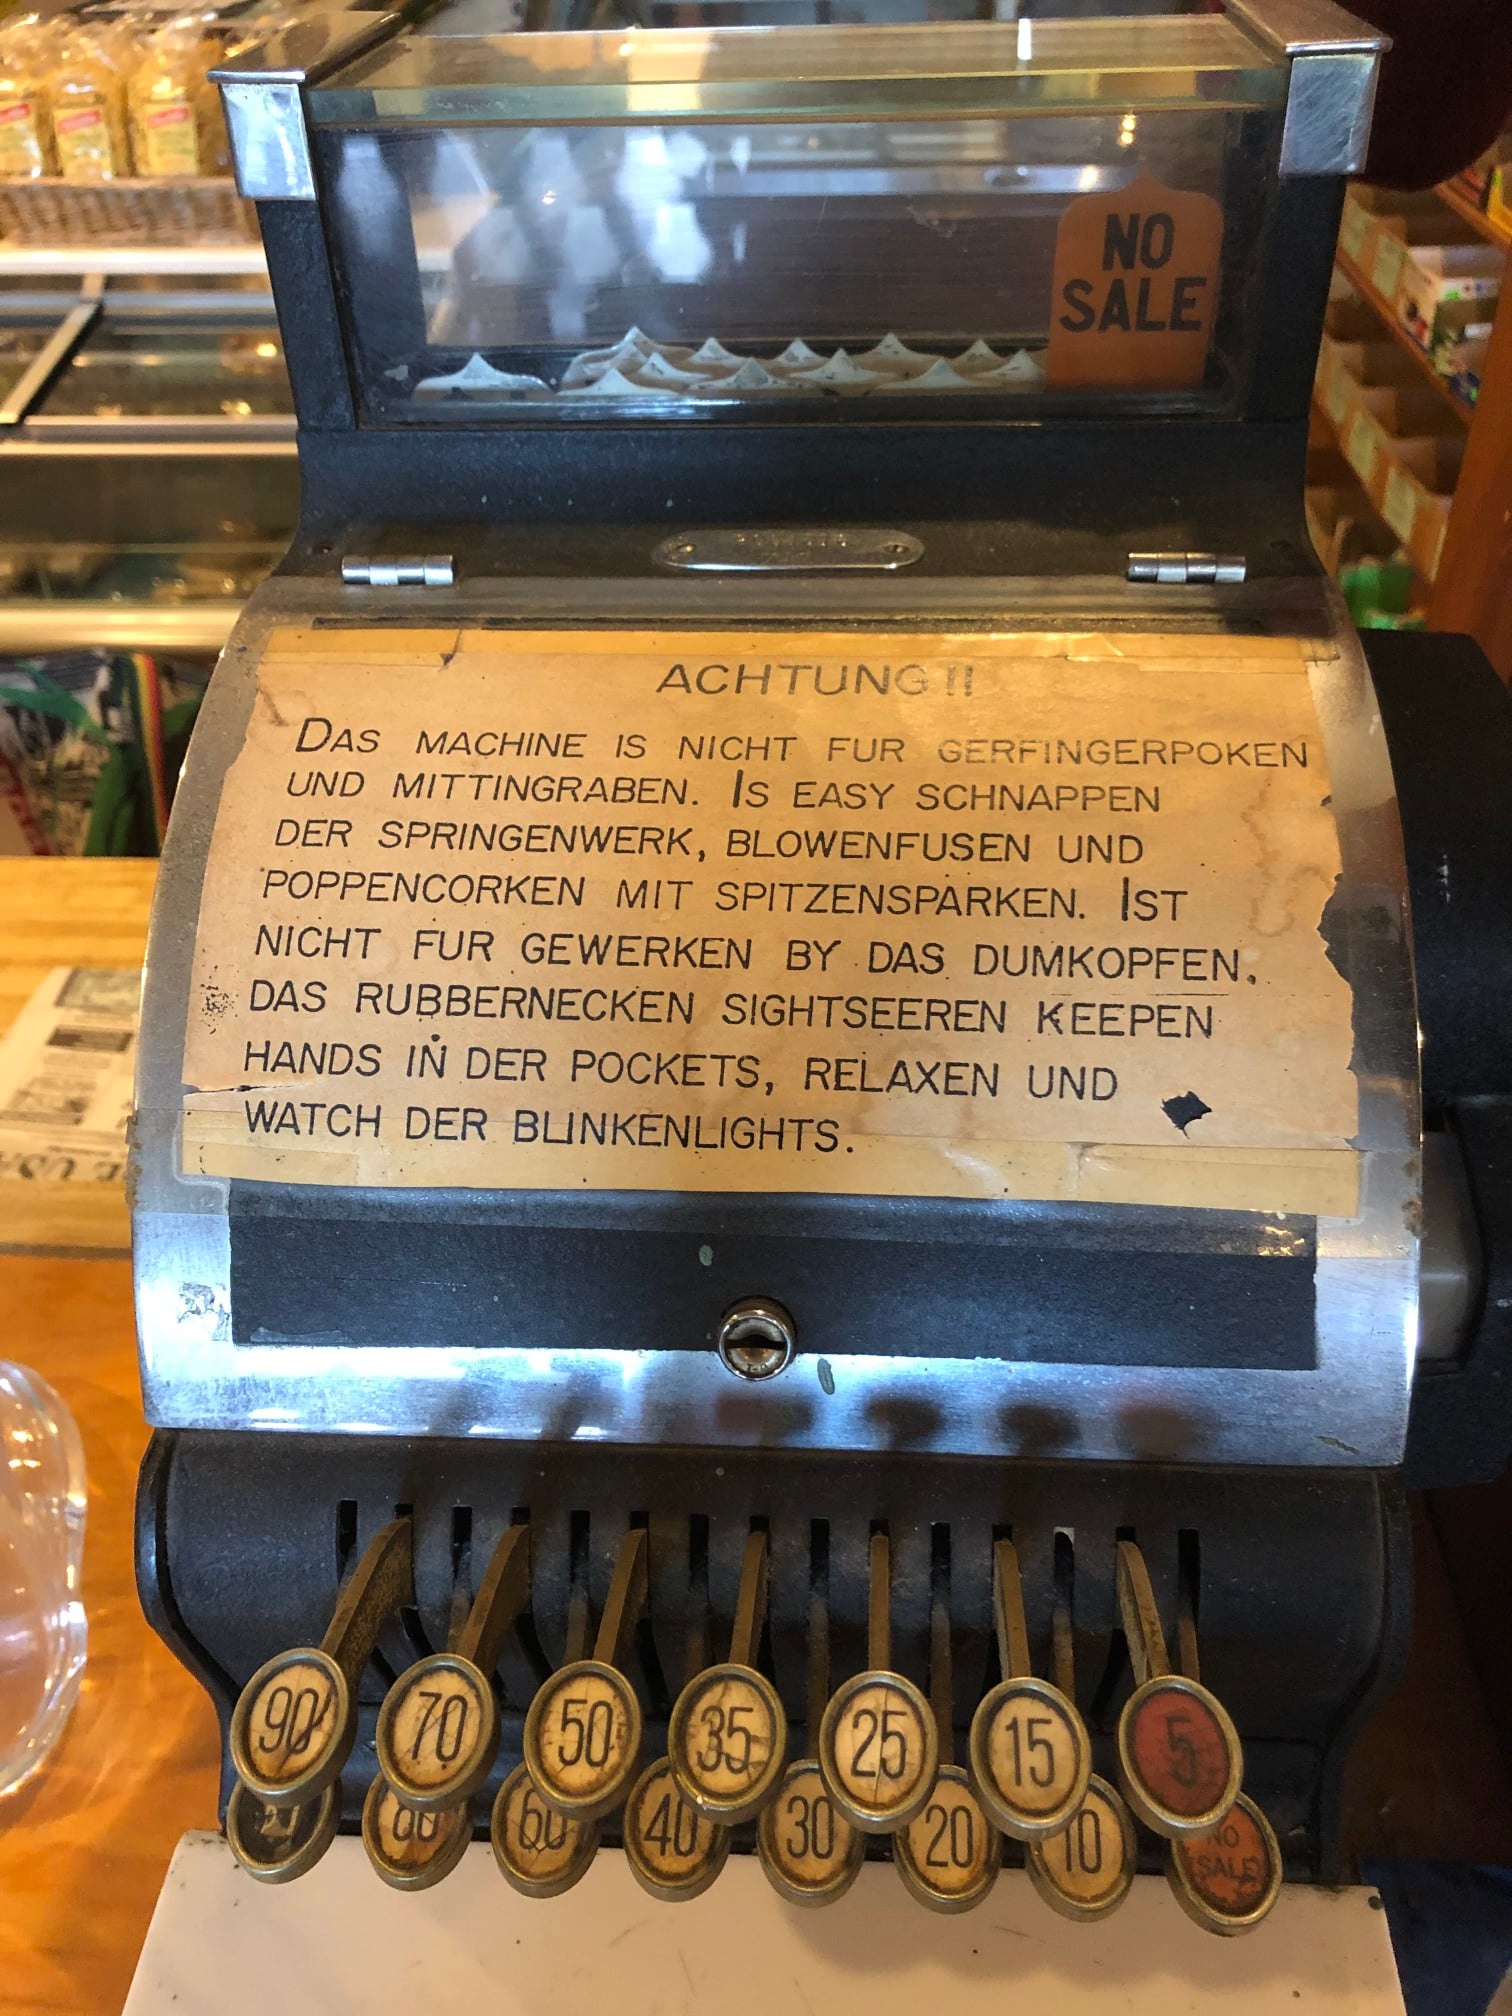 NO
SALE
ACHTUNG!!
DAS MACHINE IS NICHT FUR GERFINGERPOKEN
UND MITTINGRABEN. IS EASY SCHNAPPEN
DER SPRINGENWERK, BLOWENFUSEN UND
POPPENCORKEN MIT SPITZENSPARKEN. IST
NICHT FUR GEWERKEN BY DAS DUMKOPFEN.
DAS RUBBERNECKEN SIGHTSEEREN KEEPEN
HANDS IN DER POCKETS, RELAXEN UND
WATCH DER BLINKENLIGHTS.
90 70 50 35 25 15 5
80 60 40 30 20 10 NO
SALE